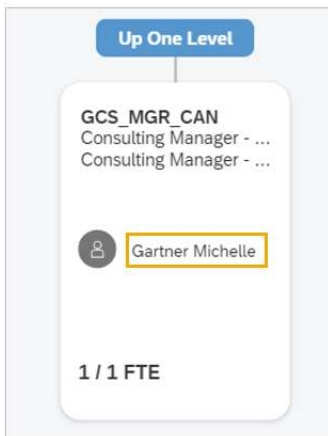 Up One Level
GCS_MGR_CAN
Consulting Manager - ...
Consulting Manager - ...
Gartner Michelle
1 / 1 FTE